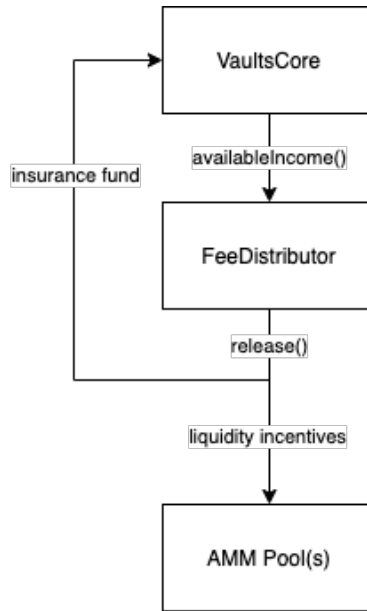 VaultsCore
availableIncome()
insurance fund
FeeDistributor
release()
liquidity incentives
AMM Pool(s)